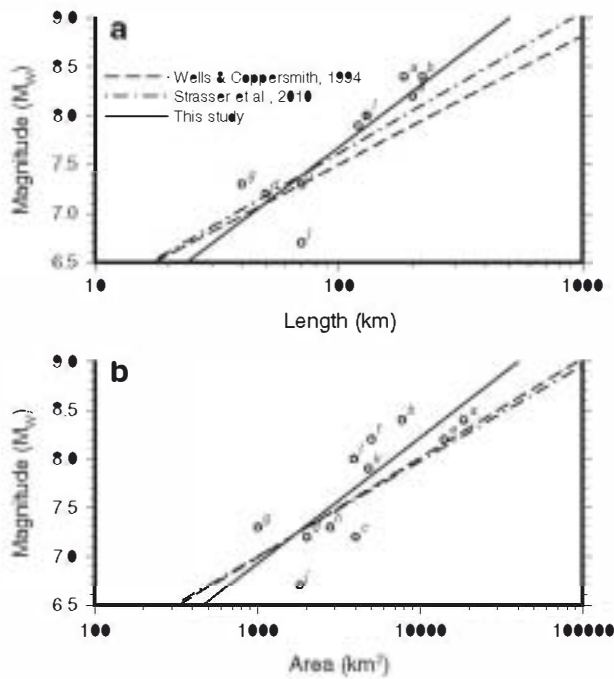 a
9.0
8.5
8.0
7.5
7.0
6.5
Magnitude (MW)
Wells & Coppersmith, 1994
Strasser et al., 2010
This study
10
100
1000
Length (km)
b
9.0
8.5
8.0
7.5
7.0
6.5
Magnitude (MW)
100
1000
10000
100000
Area (km²)